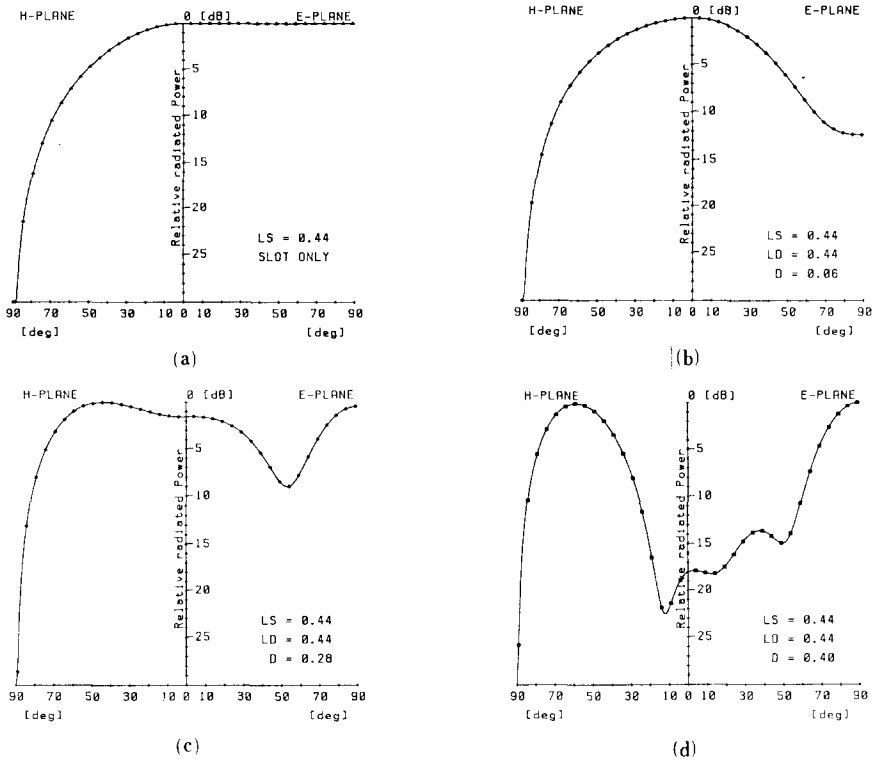 H-PLANE 0 [dB] E-PLANE
Relative radiated Power
5
10
15
20
25
LS = 0.44
SLOT ONLY
90 70 50 30 10 0 10 30 50 70 90
[deg] [deg]
(a)
H-PLANE 0 [dB] E-PLANE
Relative radiated Power
5
10
15
20
25
LS = 0.44
LD = 0.44
D = 0.06
90 70 50 30 10 0 10 30 50 70 90
[deg] [deg]
(b)
H-PLANE 0 [dB] E-PLANE
Relative radiated Power
5
10
15
20
25
LS = 0.44
LD = 0.44
D = 0.28
90 70 50 30 10 0 10 30 50 70 90
[deg] [deg]
(c)
H-PLANE 0 [dB] E-PLANE
Relative radiated Power
5
10
15
20
25
LS = 0.44
LD = 0.44
D = 0.40
90 70 50 30 10 0 10 30 50 70 90
[deg] [deg]
(d)